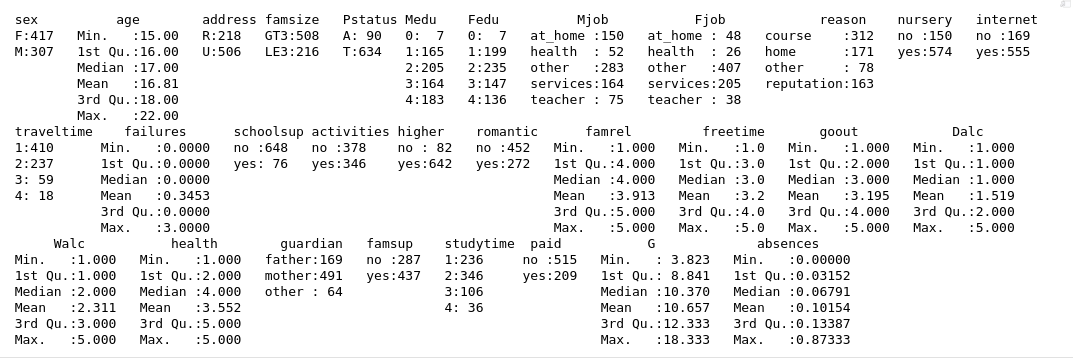 sex          age        address famsize   Pstatus Medu    Fedu          Mjob           Fjob            reason    nursery   internet
F:417   Min.   :15.00   R:218   GT3:508   A: 90   0:  7   0:  7   at_home :150   at_home : 48   course    :312   no :150   no :169
M:307   1st Qu.:16.00   U:506   LE3:216   T:634   1:165   1:199   health  : 52   health  : 26   home      :171   yes:574   yes:555
        Median :17.00                             2:205   2:235   other   :283   other   :407   other     : 78
        Mean   :16.81                             3:164   3:147   services:164   services:205   reputation:163
        3rd Qu.:18.00                             4:183   4:136   teacher : 75   teacher : 38
        Max.   :22.00
traveltime    failures      schoolsup activities higher    romantic      famrel         freetime       goout            Dalc
1:410      Min.   :0.0000   no :648   no :378    no : 82   no :452   Min.   :1.000   Min.   :1.0   Min.   :1.000   Min.   :1.000
2:237      1st Qu.:0.0000   yes: 76   yes:346    yes:642   yes:272   1st Qu.:4.000   1st Qu.:3.0   1st Qu.:2.000   1st Qu.:1.000
3: 59      Median :0.0000                                            Median :4.000   Median :3.0   Median :3.000   Median :1.000
4: 18      Mean   :0.3453                                            Mean   :3.913   Mean   :3.2   Mean   :3.195   Mean   :1.519
           3rd Qu.:0.0000                                            3rd Qu.:5.000   3rd Qu.:4.0   3rd Qu.:4.000   3rd Qu.:2.000
           Max.   :3.0000                                            Max.   :5.000   Max.   :5.0   Max.   :5.000   Max.   :5.000
     Walc           health        guardian   famsup    studytime  paid           G             absences
Min.   :1.000   Min.   :1.000   father:169   no :287   1:236     no :515   Min.   : 3.823   Min.   :0.00000
1st Qu.:1.000   1st Qu.:2.000   mother:491   yes:437   2:346     yes:209   1st Qu.: 8.841   1st Qu.:0.03152
Median :2.000   Median :4.000   other : 64             3:106               Median :10.370   Median :0.06791
Mean   :2.311   Mean   :3.552                          4: 36               Mean   :10.657   Mean   :0.10154
3rd Qu.:3.000   3rd Qu.:5.000                                              3rd Qu.:12.333   3rd Qu.:0.13387
Max.   :5.000   Max.   :5.000                                              Max.   :18.333   Max.   :0.87333